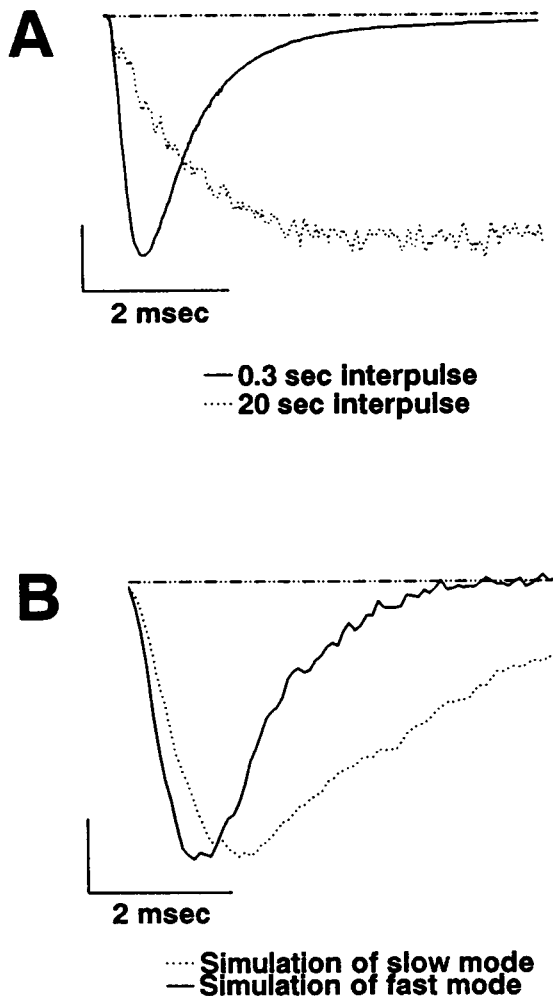 A
2 msec
0.3 sec interpulse
20 sec interpulse
B
2 msec
Simulation of slow mode
Simulation of fast mode